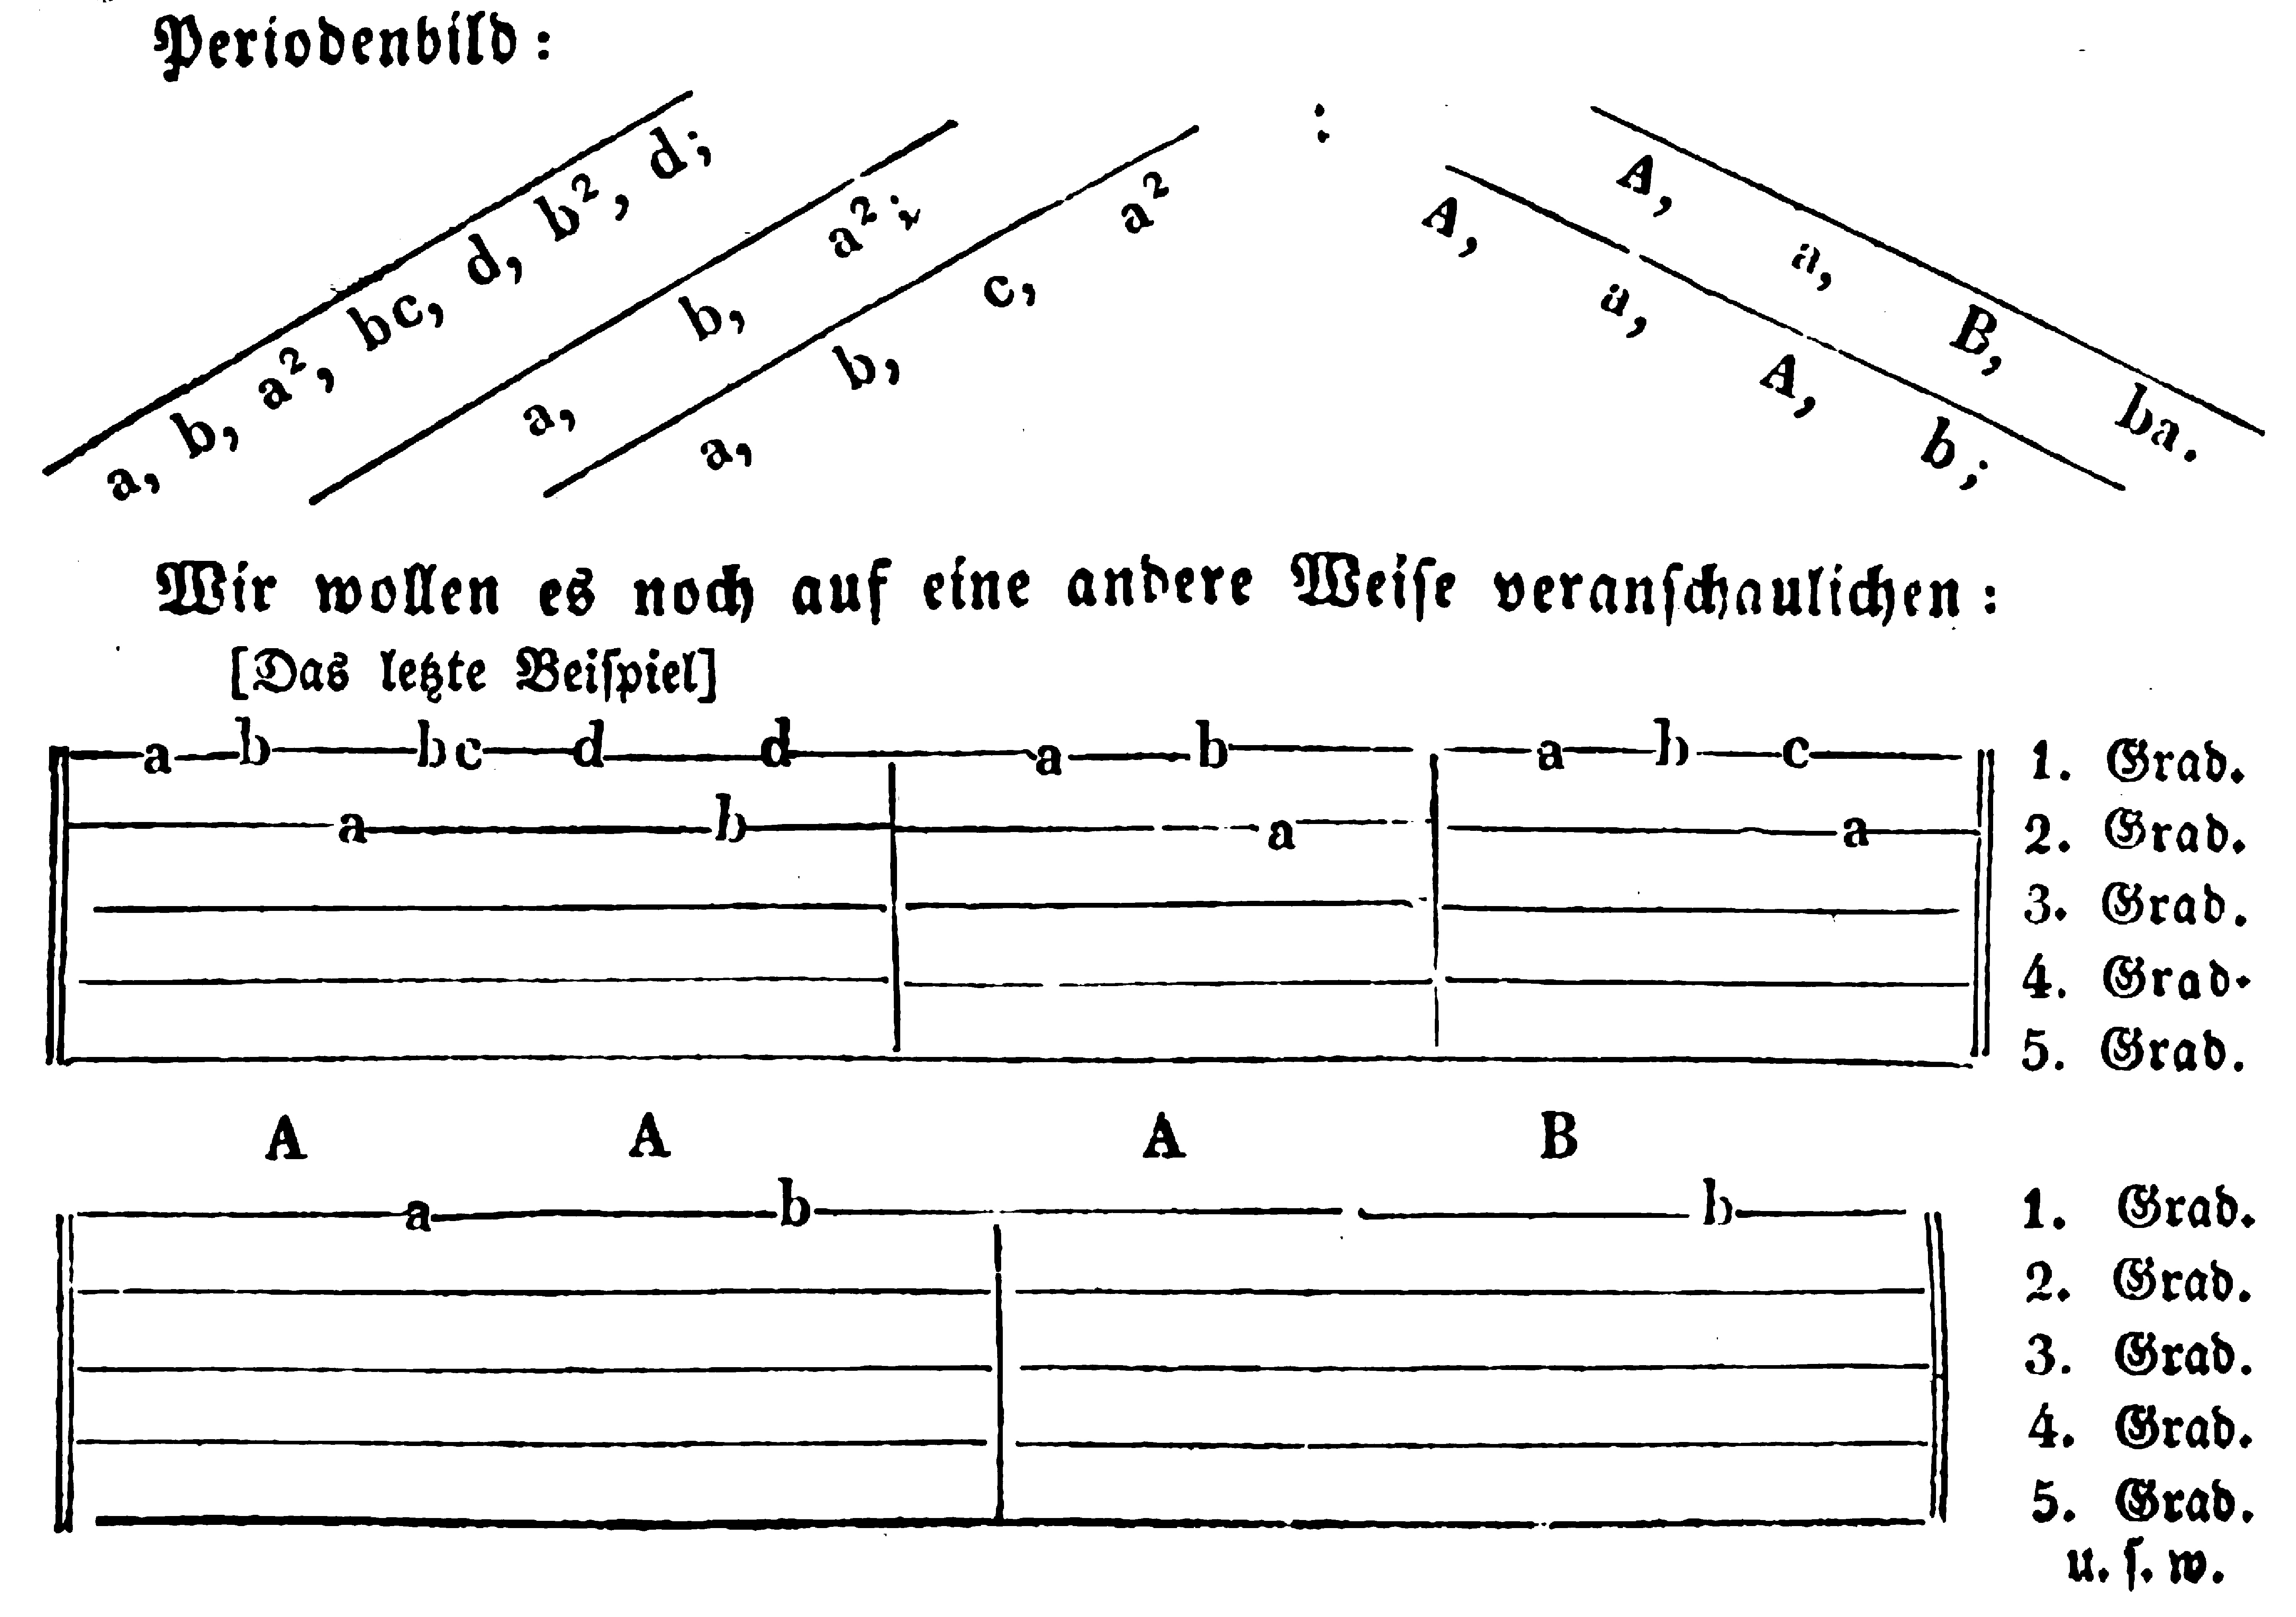 Periodenbild:
a, b, a², bc, d, b², d;
a, b, a²;
a, b, c, a²
:
A, a, A, b;
A, a, B, ba.
Wir wollen es noch auf eine andere Weiſe veranſchaulichen:
[Das letzte Beiſpiel]
a b bc d d a b a b c 1. Grad.
a b a a 2. Grad.
3. Grad.
4. Grad.
5. Grad.
A A A B
a b b 1. Grad.
2. Grad.
3. Grad.
4. Grad.
5. Grad.
u. ſ. w.